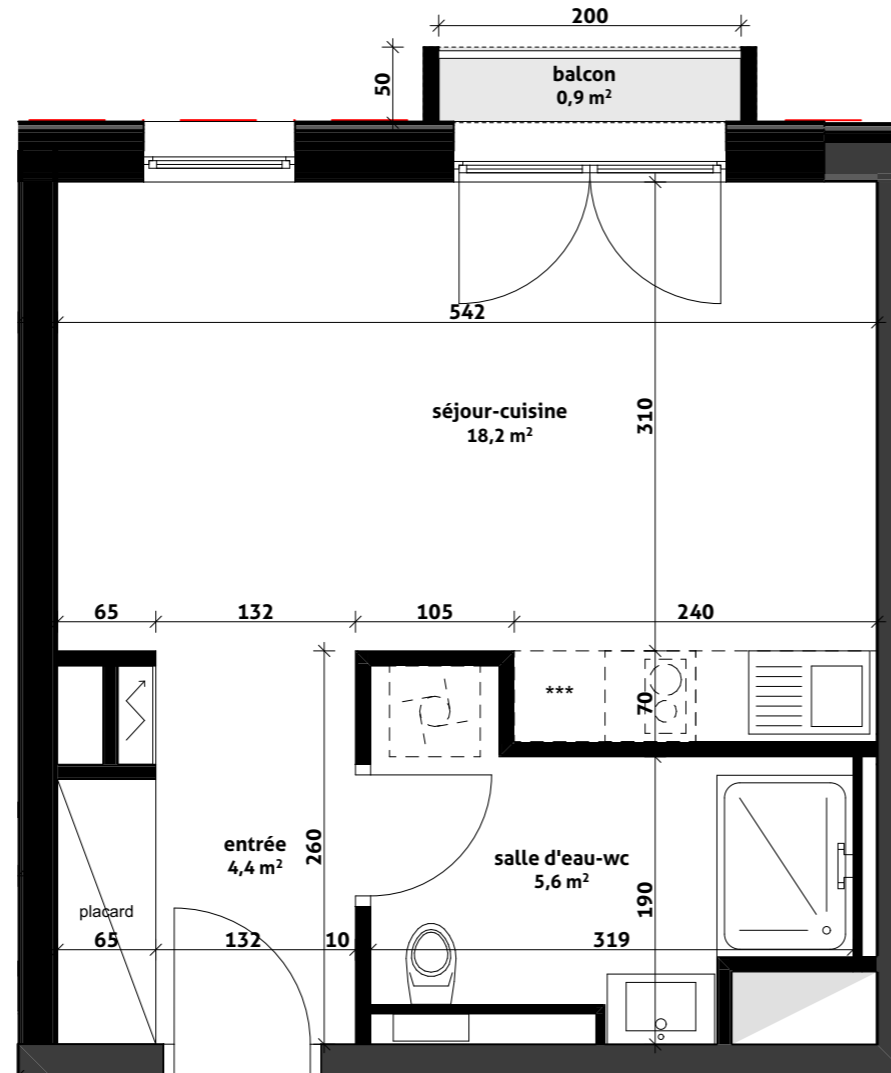 200
50
balcon
0,9 m²
542
séjour-cuisine
18,2 m²
310
65 132 105 240
***
70
entrée
4,4 m²
260
salle d'eau-wc
5,6 m²
190
placard
65 132 10 319